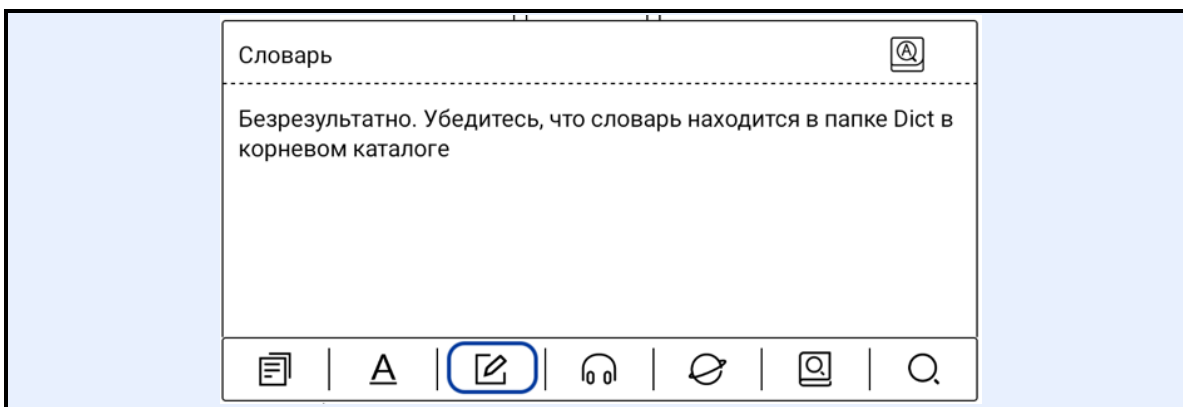 Словарь
Безрезультатно. Убедитесь, что словарь находится в папке Dict в
корневом каталоге